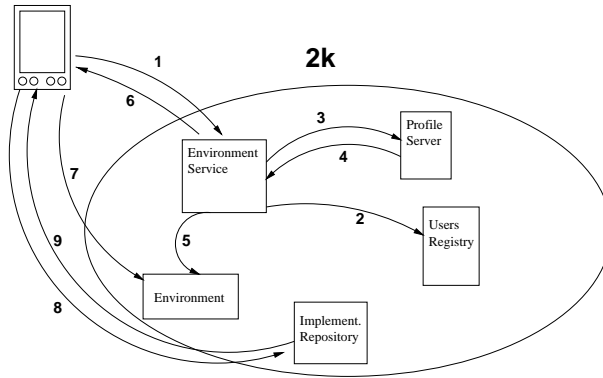 2k
1
6
3
4
Profile
Server
Environment
Service
2
Users
Registry
7
5
9
Environment
8
Implement.
Repository